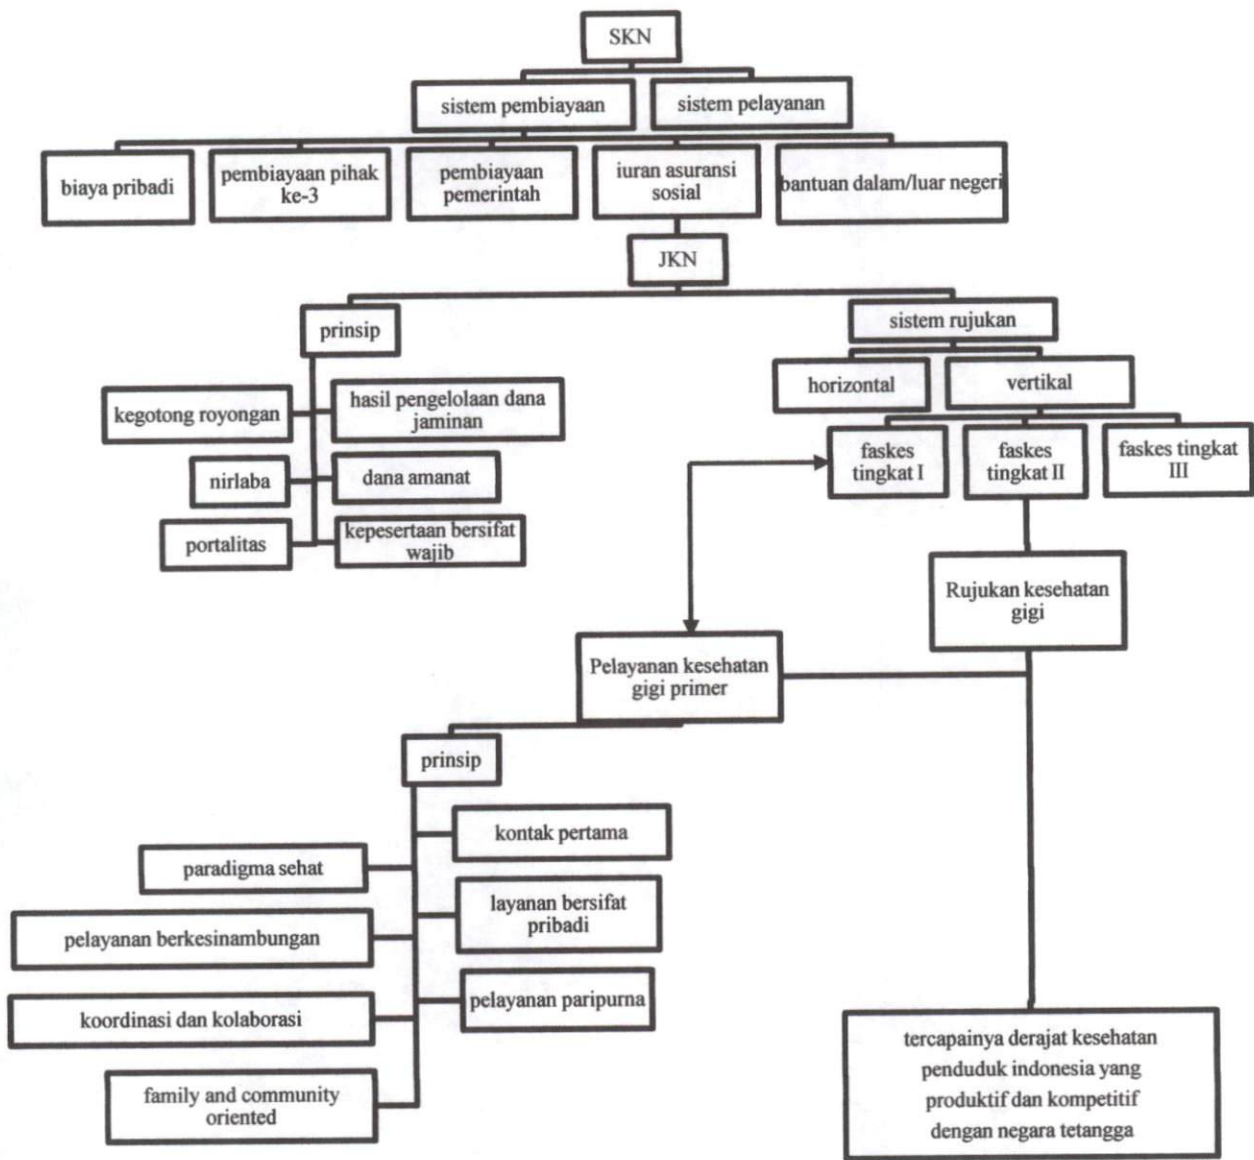 SKN
sistem pembiayaan
sistem pelayanan
biaya pribadi
pembiayaan pihak
ke-3
pembiayaan
pemerintah
iuran asuransi
sosial
bantuan dalam/luar negeri
JKN
prinsip
sistem rujukan
horizontal
vertikal
kegotong royongan
hasil pengelolaan dana
jaminan
nirlaba
dana amanat
portalitas
kepesertaan bersifat
wajib
faskes
tingkat I
faskes
tingkat II
faskes tingkat
III
Rujukan kesehatan
gigi
Pelayanan kesehatan
gigi primer
prinsip
kontak pertama
paradigma sehat
layanan bersifat
pribadi
pelayanan berkesinambungan
pelayanan paripurna
koordinasi dan kolaborasi
family and community
oriented
tercapainya derajat kesehatan
penduduk indonesia yang
produktif dan kompetitif
dengan negara tetangga